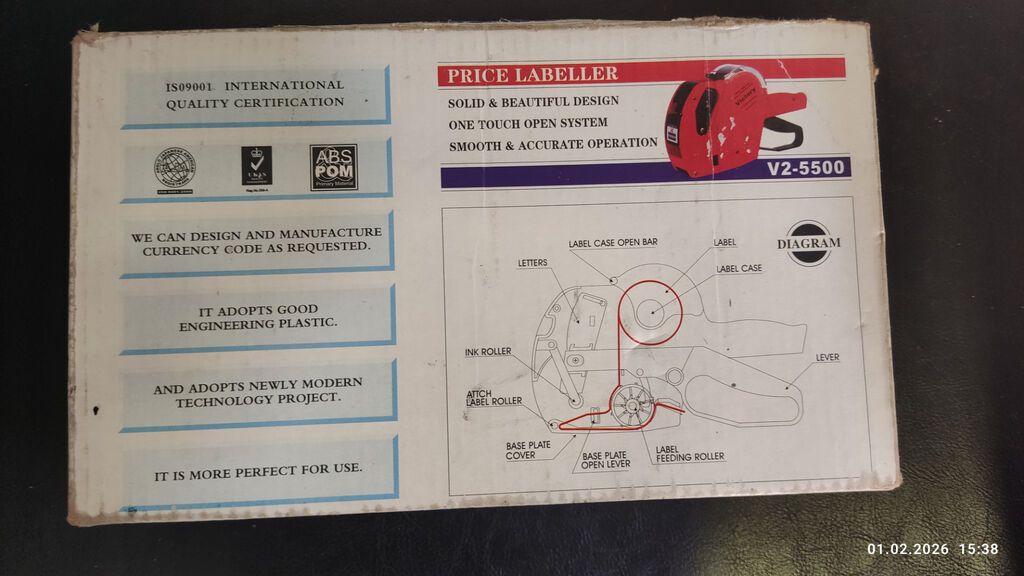 IS09001 INTERNATIONAL
QUALITY CERTIFICATION
ABS
POM
Primary Material
WE CAN DESIGN AND MANUFACTURE
CURRENCY CODE AS REQUESTED.
IT ADOPTS GOOD
ENGINEERING PLASTIC.
AND ADOPTS NEWLY MODERN
TECHNOLOGY PROJECT.
IT IS MORE PERFECT FOR USE.
PRICE LABELLER
SOLID & BEAUTIFUL DESIGN
ONE TOUCH OPEN SYSTEM
SMOOTH & ACCURATE OPERATION
Victory
V2-5500
DIAGRAM
LABEL CASE OPEN BAR
LABEL
LETTERS
LABEL CASE
INK ROLLER
LEVER
ATTCH
LABEL ROLLER
BASE PLATE
COVER
BASE PLATE
OPEN LEVER
LABEL
FEEDING ROLLER
01.02.2026 15:38